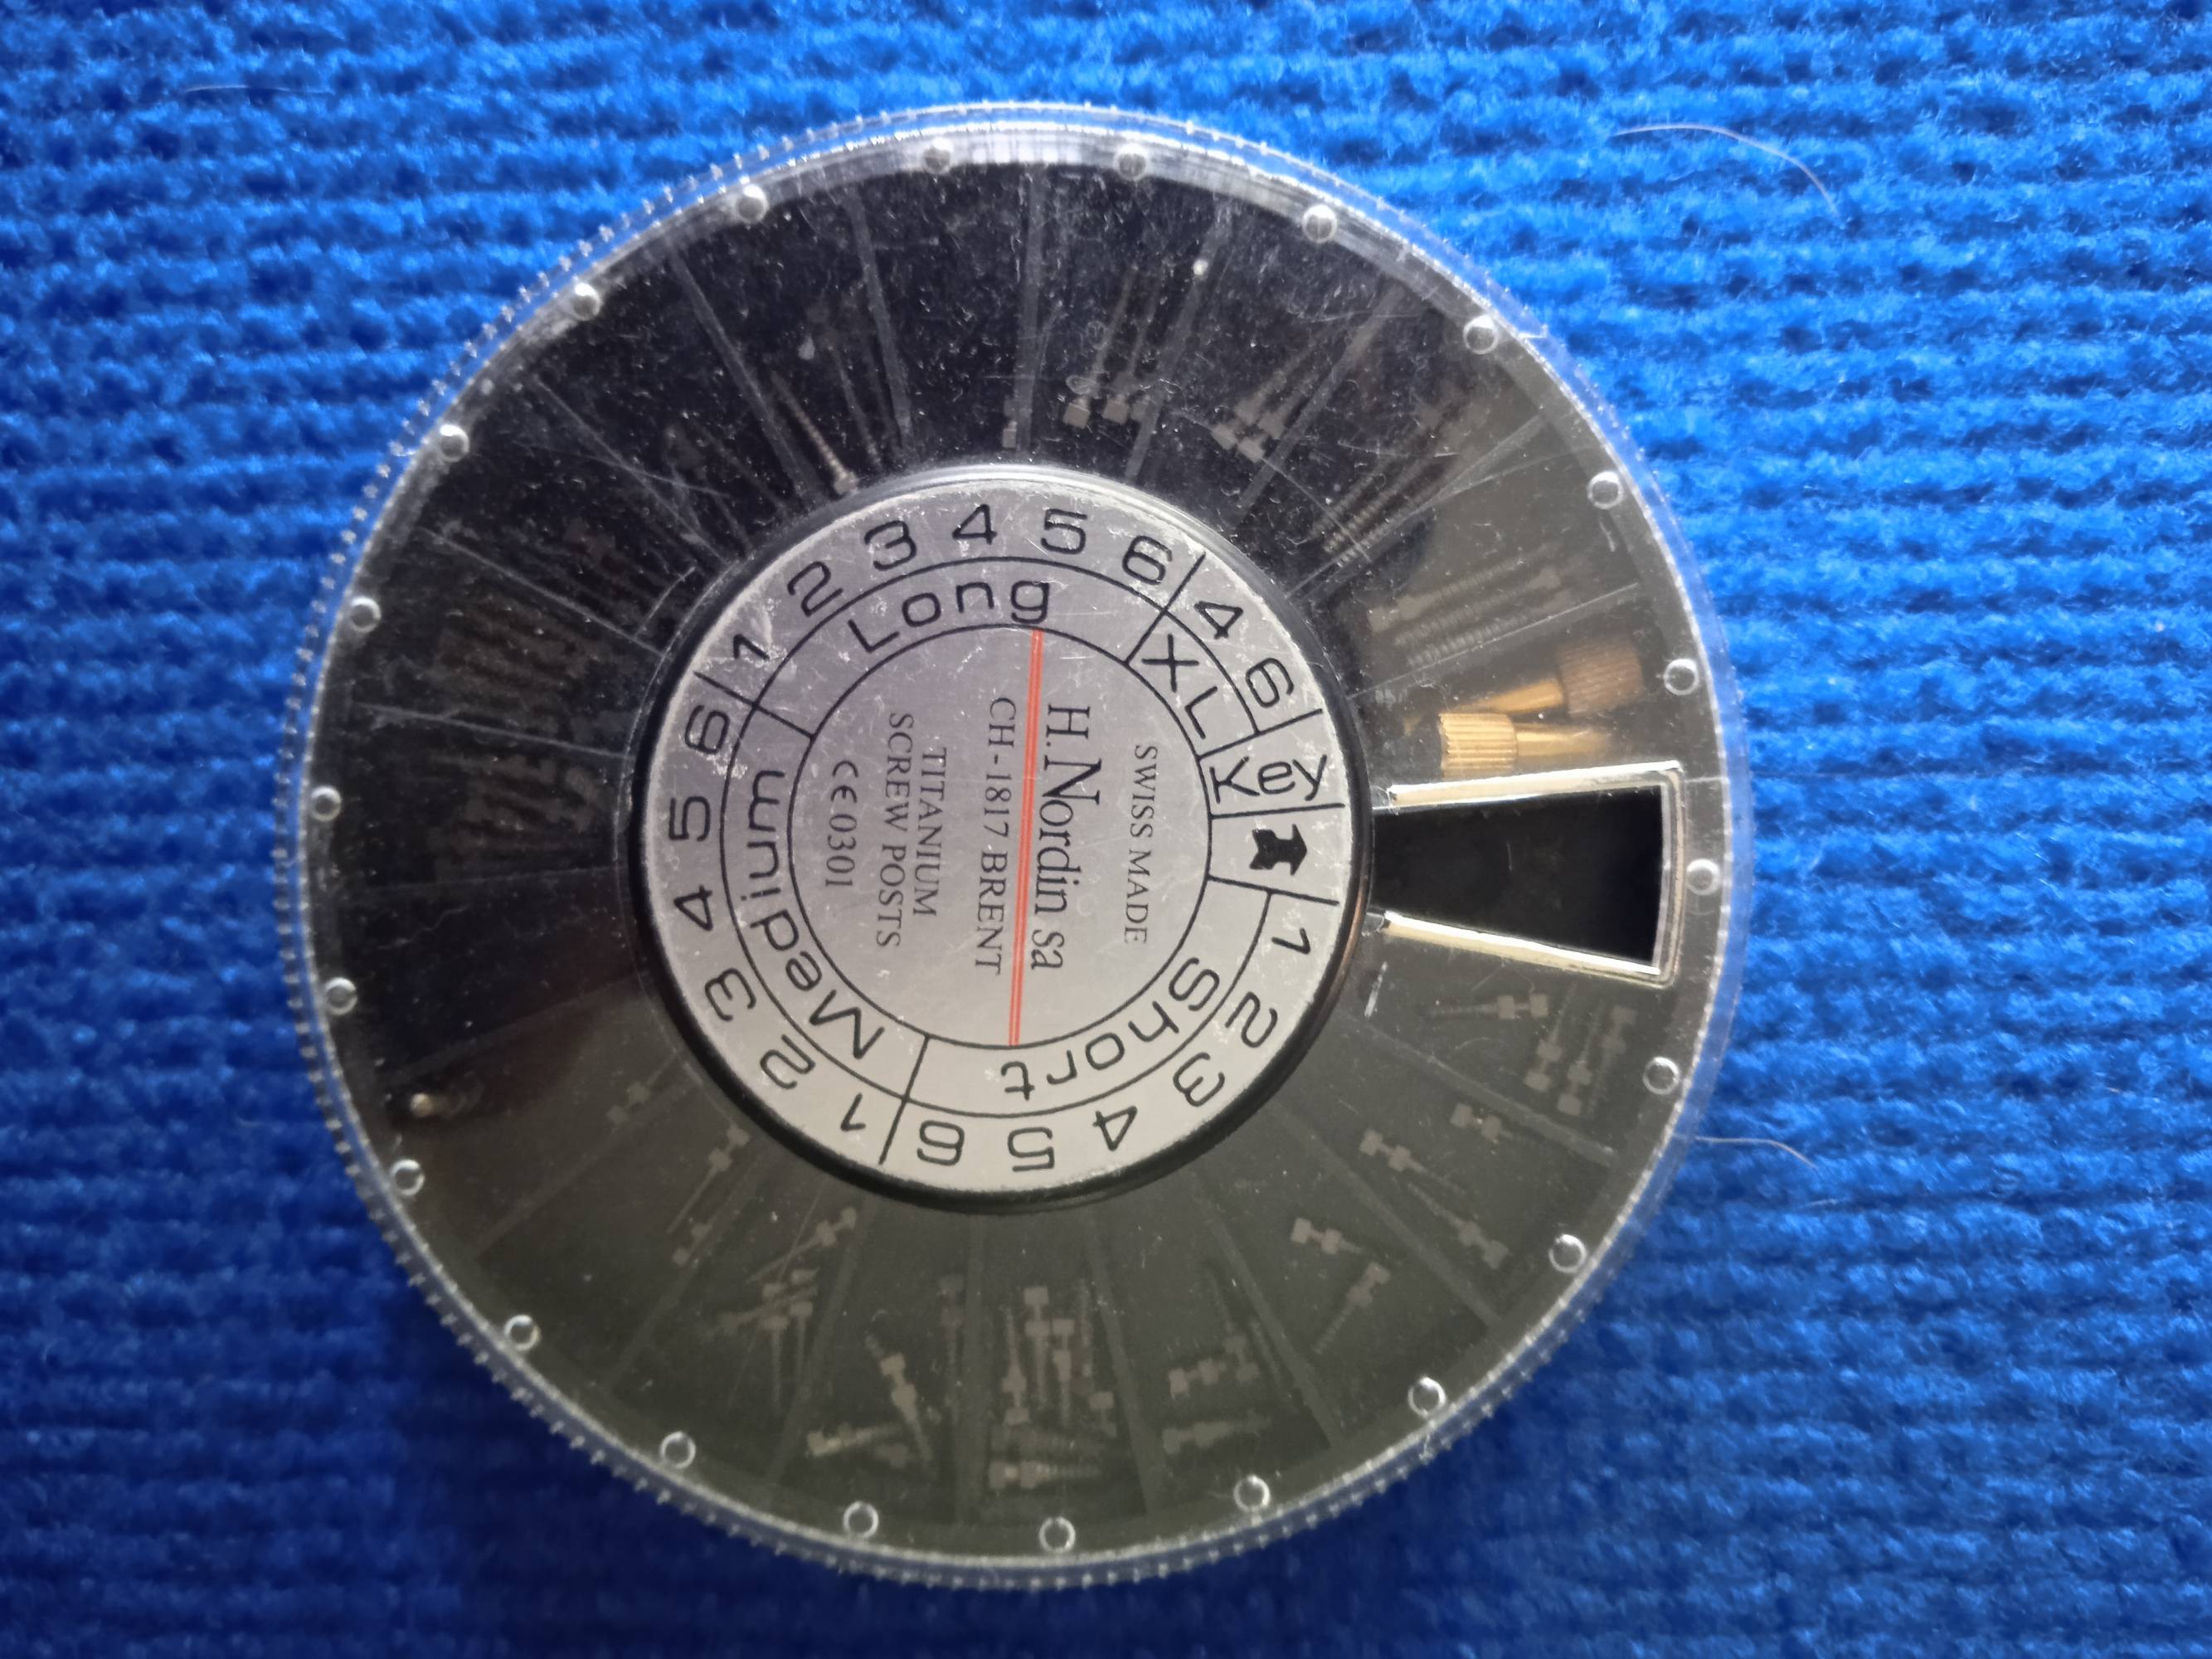 SWISS MADE
H.Nordin sa
CH-1817 BRENT
TITANIUM
SCREW POSTS
CE 0301
Short
1 2 3 4 5 6
Medium
1 2 3 4 5 6
Long
1 2 3 4 5 6
XL
4 6
Key